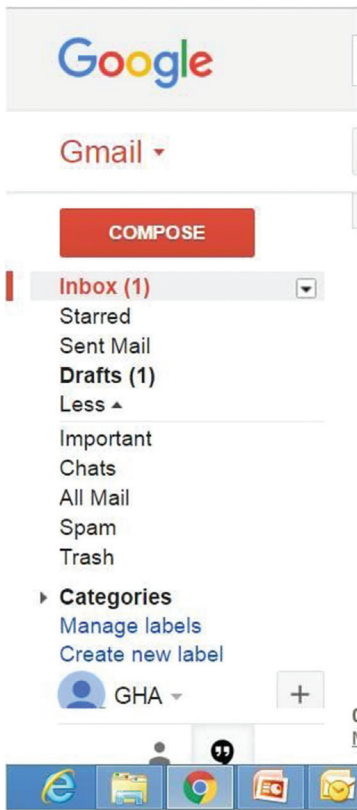 Google
Gmail
COMPOSE
Inbox (1)
Starred
Sent Mail
Drafts (1)
Less
Important
Chats
All Mail
Spam
Trash
Categories
Manage labels
Create new label
GHA